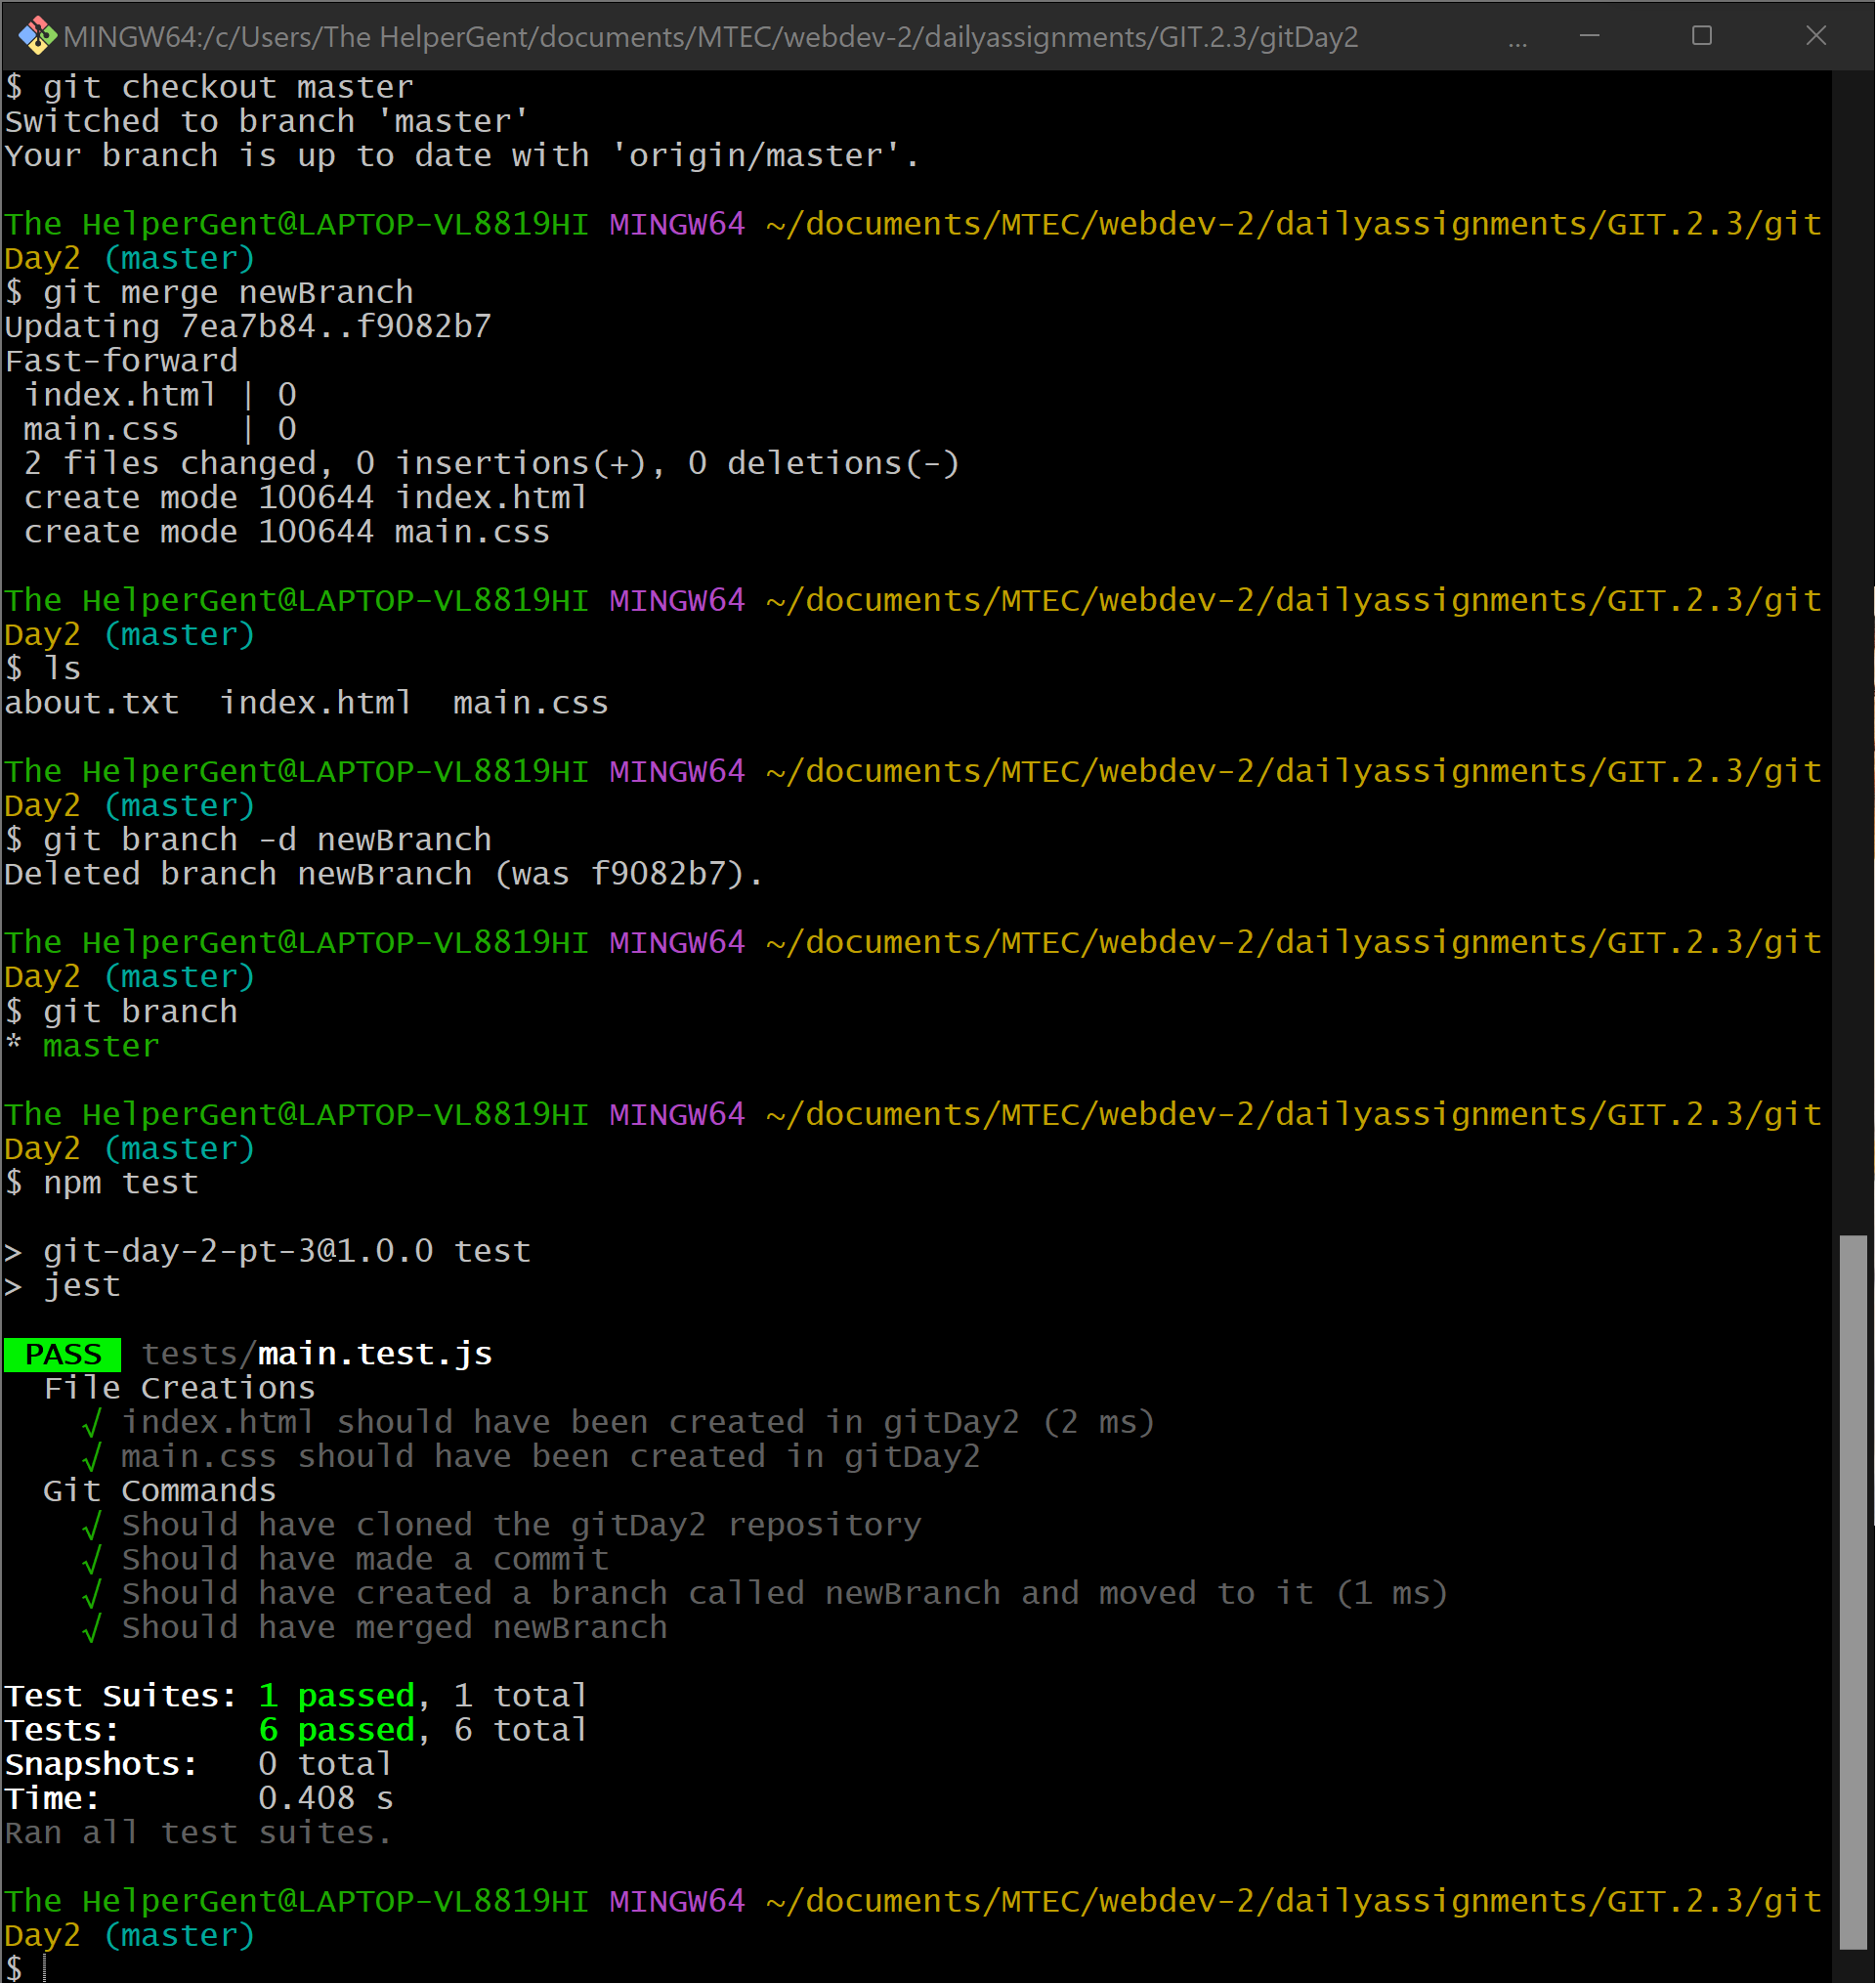 MINGW64:/c/Users/The HelperGent/documents/MTEC/webdev-2/dailyassignments/GIT.2.3/gitDay2 ...
$ git checkout master
Switched to branch 'master'
Your branch is up to date with 'origin/master'.
The HelperGent@LAPTOP-VL8819HI MINGW64 ~/documents/MTEC/webdev-2/dailyassignments/GIT.2.3/git
Day2 (master)
$ git merge newBranch
Updating 7ea7b84..f9082b7
Fast-forward
 index.html | 0
 main.css   | 0
 2 files changed, 0 insertions(+), 0 deletions(-)
 create mode 100644 index.html
 create mode 100644 main.css
The HelperGent@LAPTOP-VL8819HI MINGW64 ~/documents/MTEC/webdev-2/dailyassignments/GIT.2.3/git
Day2 (master)
$ ls
about.txt  index.html  main.css
The HelperGent@LAPTOP-VL8819HI MINGW64 ~/documents/MTEC/webdev-2/dailyassignments/GIT.2.3/git
Day2 (master)
$ git branch -d newBranch
Deleted branch newBranch (was f9082b7).
The HelperGent@LAPTOP-VL8819HI MINGW64 ~/documents/MTEC/webdev-2/dailyassignments/GIT.2.3/git
Day2 (master)
$ git branch
* master
The HelperGent@LAPTOP-VL8819HI MINGW64 ~/documents/MTEC/webdev-2/dailyassignments/GIT.2.3/git
Day2 (master)
$ npm test
> git-day-2-pt-3@1.0.0 test
> jest
PASS tests/main.test.js
  File Creations
    √ index.html should have been created in gitDay2 (2 ms)
    √ main.css should have been created in gitDay2
  Git Commands
    √ Should have cloned the gitDay2 repository
    √ Should have made a commit
    √ Should have created a branch called newBranch and moved to it (1 ms)
    √ Should have merged newBranch
Test Suites: 1 passed, 1 total
Tests:       6 passed, 6 total
Snapshots:   0 total
Time:        0.408 s
Ran all test suites.
The HelperGent@LAPTOP-VL8819HI MINGW64 ~/documents/MTEC/webdev-2/dailyassignments/GIT.2.3/git
Day2 (master)
$